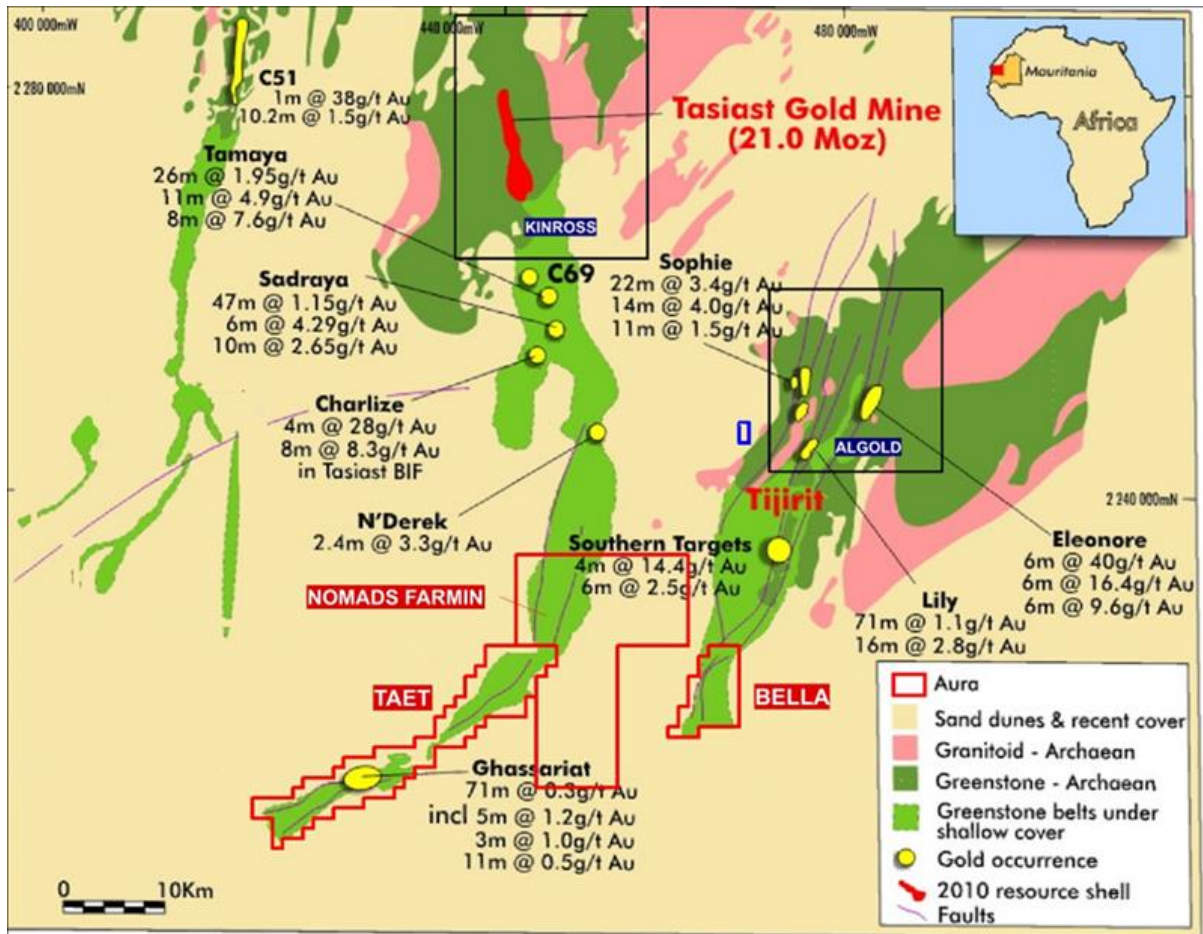 400 000mW
440 000mW
480 000mW
2 280 000mN
C51
1m @ 38g/t Au
10.2m @ 1.5g/t Au
Tasiast Gold Mine
(21.0 Moz)
Mauritania
Africa
Tamaya
26m @ 1.95g/t Au
11m @ 4.9g/t Au
8m @ 7.6g/t Au
KINROSS
C69
Sadraya
47m @ 1.15g/t Au
6m @ 4.29g/t Au
10m @ 2.65g/t Au
Sophie
22m @ 3.4g/t Au
14m @ 4.0g/t Au
11m @ 1.5g/t Au
Charlize
4m @ 28g/t Au
8m @ 8.3g/t Au
in Tasiast BIF
ALGOLD
Tijirit
2 240 000mN
N'Derek
2.4m @ 3.3g/t Au
Southern Targets
4m @ 14.4g/t Au
6m @ 2.5g/t Au
Eleonore
6m @ 40g/t Au
6m @ 16.4g/t Au
6m @ 9.6g/t Au
Lily
71m @ 1.1g/t Au
16m @ 2.8g/t Au
NOMADS FARMIN
TAET
BELLA
Ghassariat
71m @ 0.3g/t Au
incl 5m @ 1.2g/t Au
3m @ 1.0g/t Au
11m @ 0.5g/t Au
0 10Km
Aura
Sand dunes & recent cover
Granitoid - Archaean
Greenstone - Archaean
Greenstone belts under
shallow cover
Gold occurrence
2010 resource shell
Faults